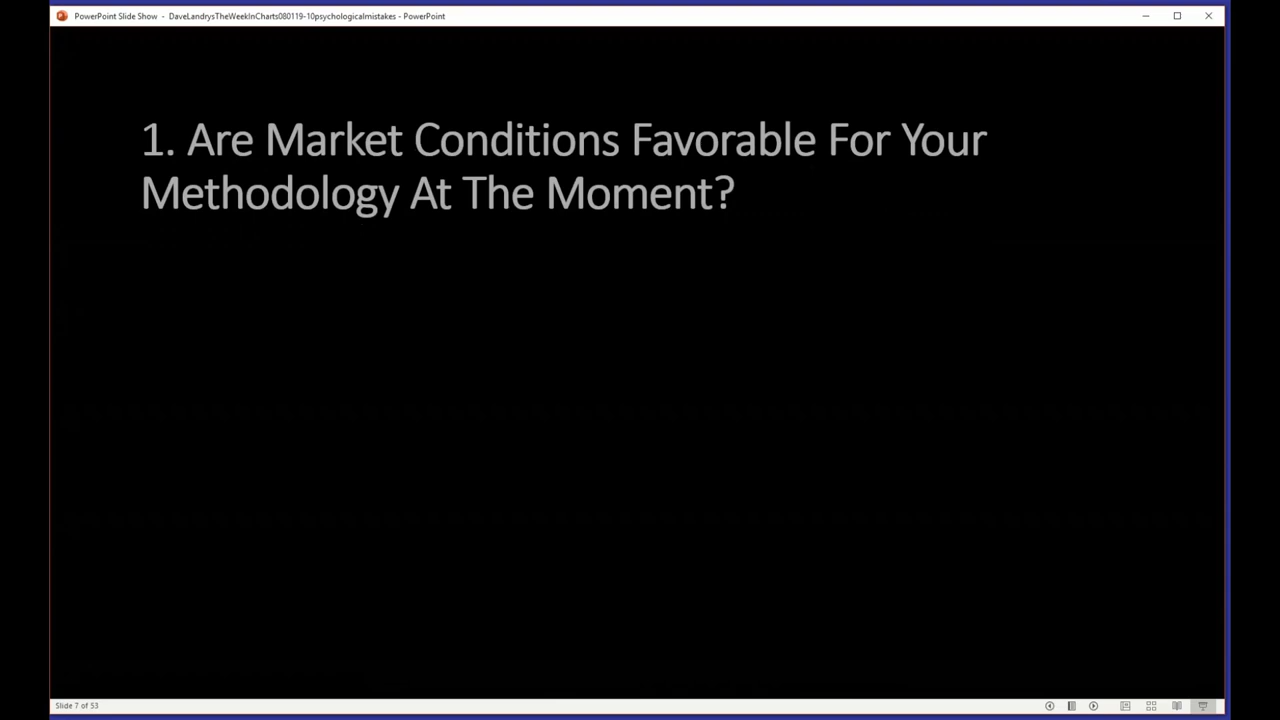 PowerPoint Slide Show - DaveLandrysTheWeekInCharts080119-10psychologicalmistakes - PowerPoint
1. Are Market Conditions Favorable For Your
Methodology At The Moment?
Slide 7 of 53